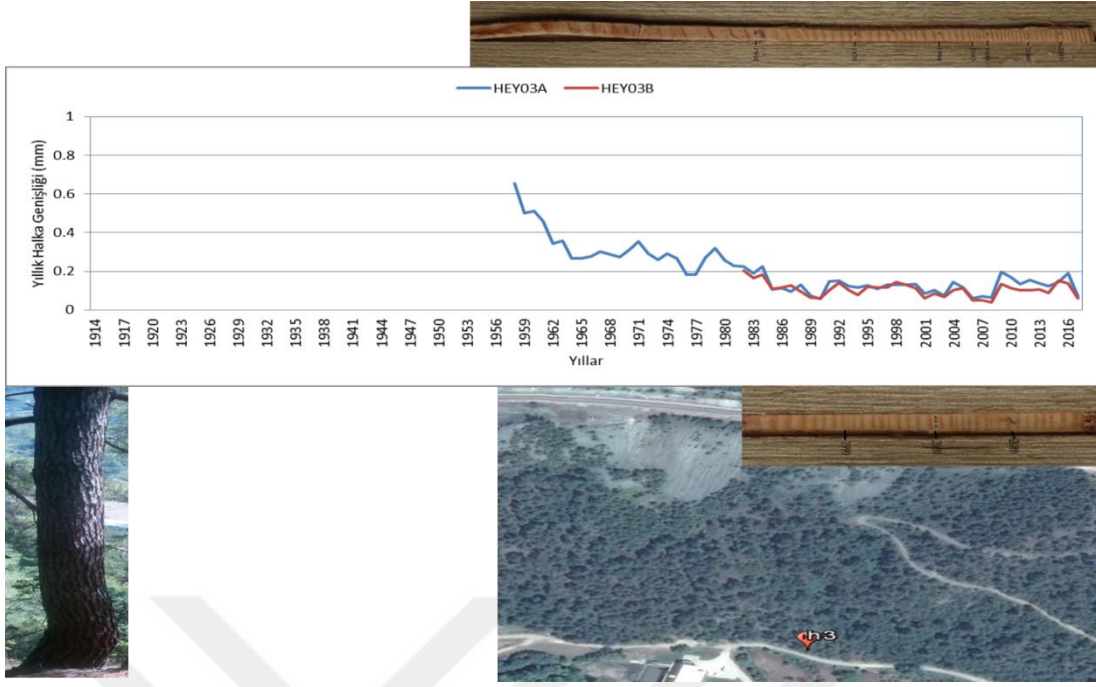 HEY03A HEY03B
Yıllık Halka Genişliği (mm)
1
0.8
0.6
0.4
0.2
0
1914 1917 1920 1923 1926 1929 1932 1935 1938 1941 1944 1947 1950 1953 1956 1959 1962 1965 1968 1971 1974 1977 1980 1983 1986 1989 1992 1995 1998 2001 2004 2007 2010 2013 2016
Yıllar
h 3